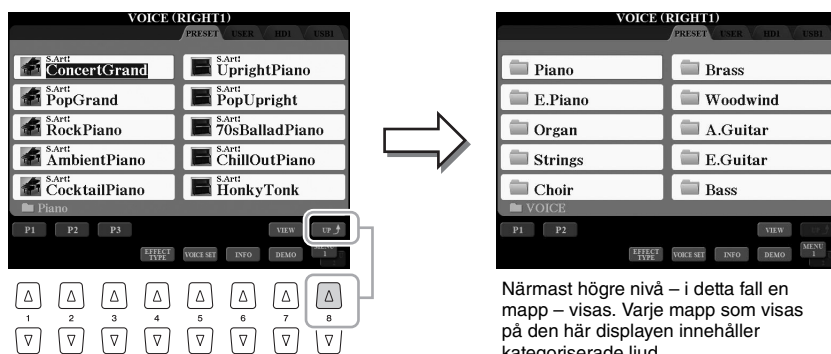 VOICE (RIGHT1)
PRESET USER HD1 USB1
S.Art! ConcertGrand
S.Art! UprightPiano
S.Art! PopGrand
S.Art! PopUpright
S.Art! RockPiano
S.Art! 70sBalladPiano
S.Art! AmbientPiano
S.Art! ChillOutPiano
S.Art! CocktailPiano
S.Art! HonkyTonk
Piano
P1 P2 P3 VIEW UP
EFFECT TYPE VOICE SET INFO DEMO MENU 1
1 2 3 4 5 6 7 8
VOICE (RIGHT1)
PRESET USER HD1 USB1
Piano
Brass
E.Piano
Woodwind
Organ
A.Guitar
Strings
E.Guitar
Choir
Bass
VOICE
P1 P2 VIEW UP
EFFECT TYPE VOICE SET INFO DEMO MENU 1
Närmast högre nivå – i detta fall en
mapp – visas. Varje mapp som visas
på den här displayen innehåller
kategoriserade ljud